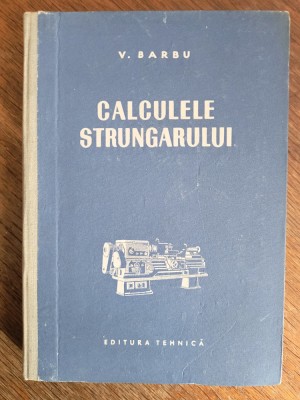 V. BARBU
CALCULELE
STRUNGARULUI
EDITURA TEHNICĂ